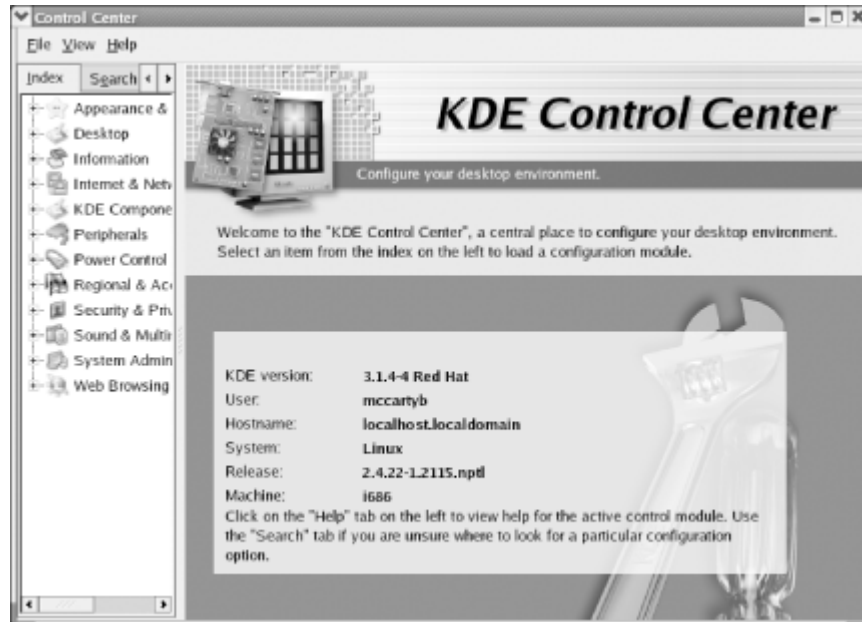 Control Center
File View Help
Index Search
KDE Control Center
Configure your desktop environment.
Appearance &
Desktop
Information
Internet & Netw
KDE Compone
Peripherals
Power Control
Regional & Acc
Security & Priv
Sound & Multin
System Admin
Web Browsing
Welcome to the "KDE Control Center", a central place to configure your desktop environment.
Select an item from the index on the left to load a configuration module.
KDE version: 3.1.4-4 Red Hat
User: mccartyb
Hostname: localhost.localdomain
System: Linux
Release: 2.4.22-1.2115.nptl
Machine: i686
Click on the "Help" tab on the left to view help for the active control module. Use
the "Search" tab if you are unsure where to look for a particular configuration
option.